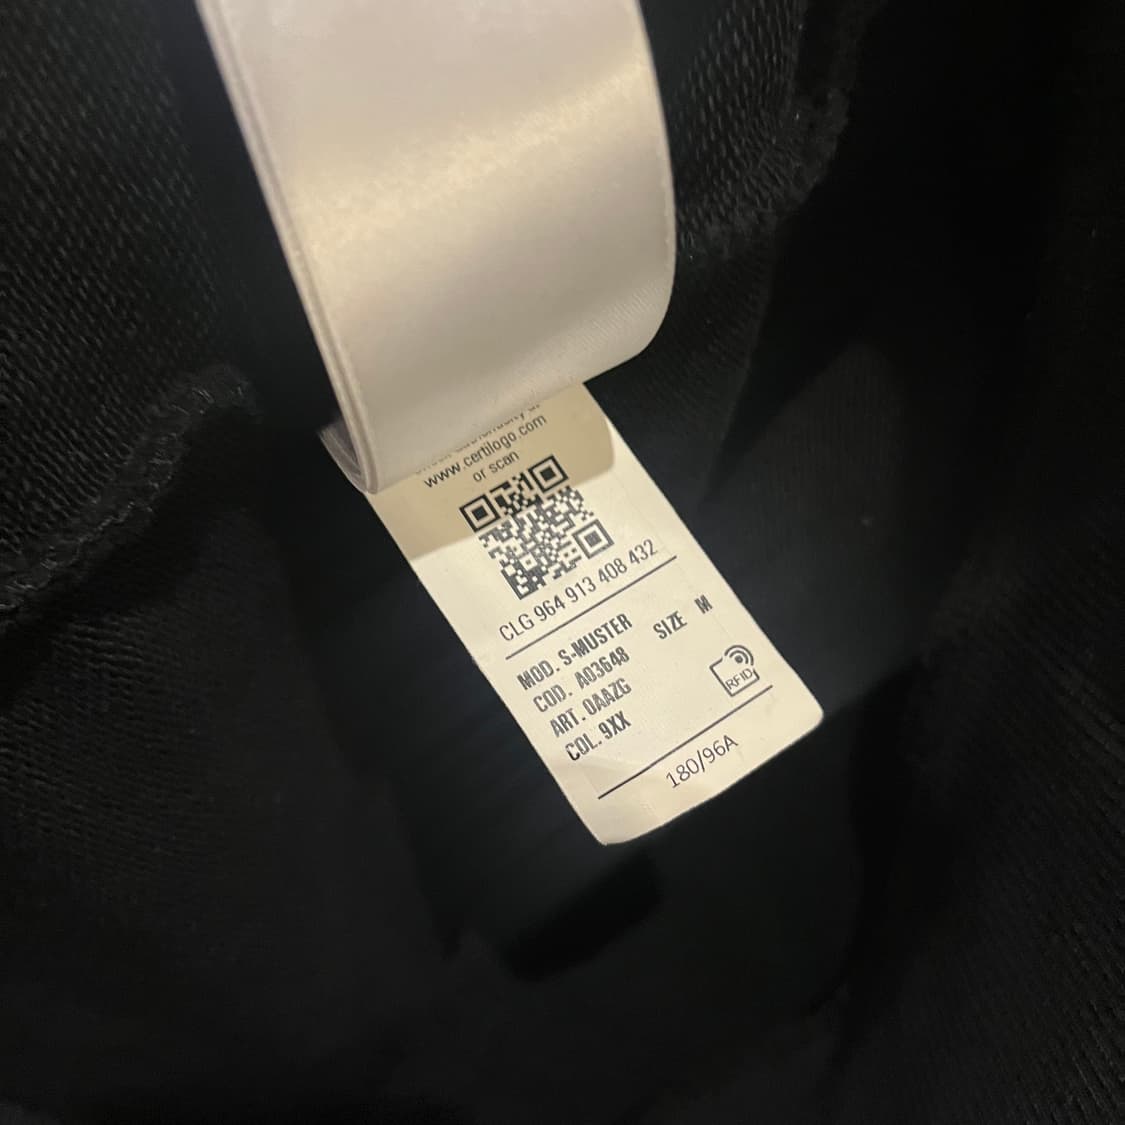 www.certilogo.com
or scan
CLG 964 913 408 432
MOD. S-MUSTER SIZE M
COD. A03648
ART. 0AAZG
COL. 9XX
RFID
180/96A